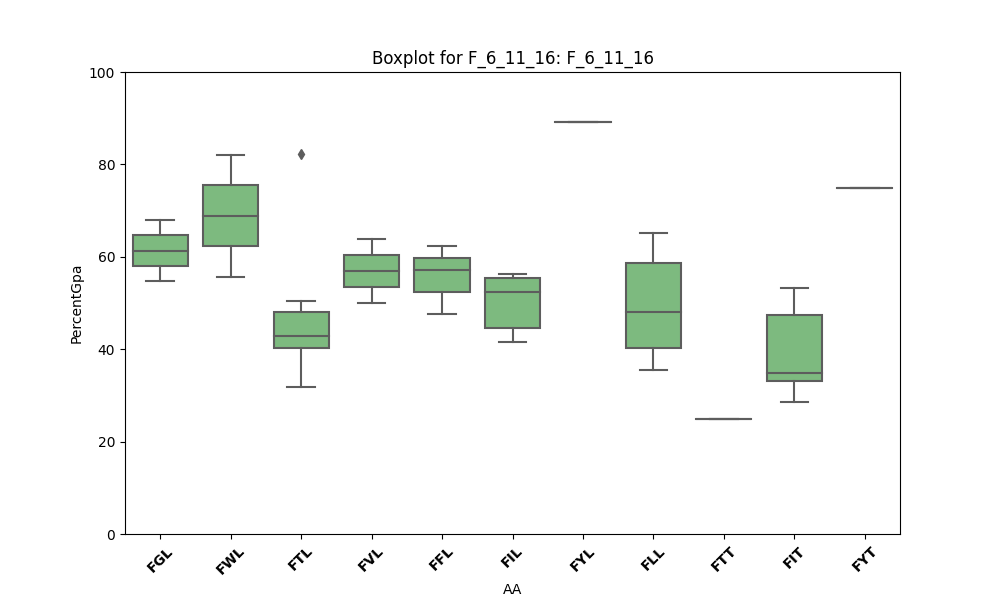 Boxplot for F_6_11_16: F_6_11_16
PercentGpa
100
80
60
40
20
0
FGL FWL FTL FVL FFL FIL FYL FLL FTT FIT FYT
AA